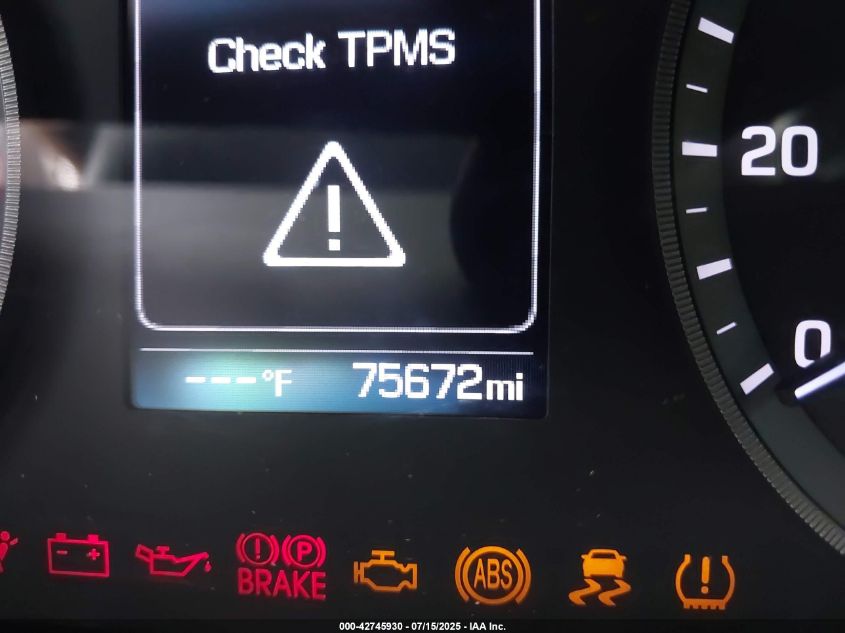 Check TPMS
!
20
0
---°F 75672mi
! P
BRAKE
ABS
!
000-42745930 - 07/15/2025 - IAA Inc.